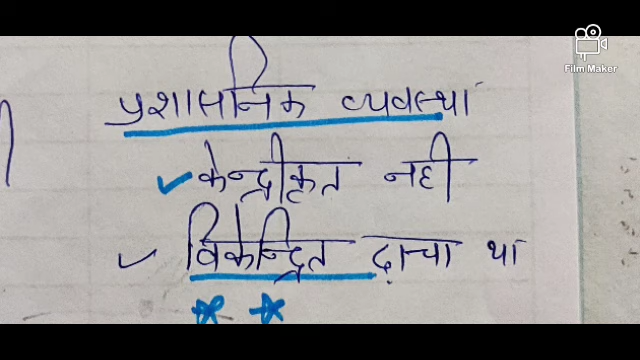 प्रशासनिक व्यवस्था
केन्द्रीकृत नही
विकेन्द्रित ढ़ाचा था
Film Maker